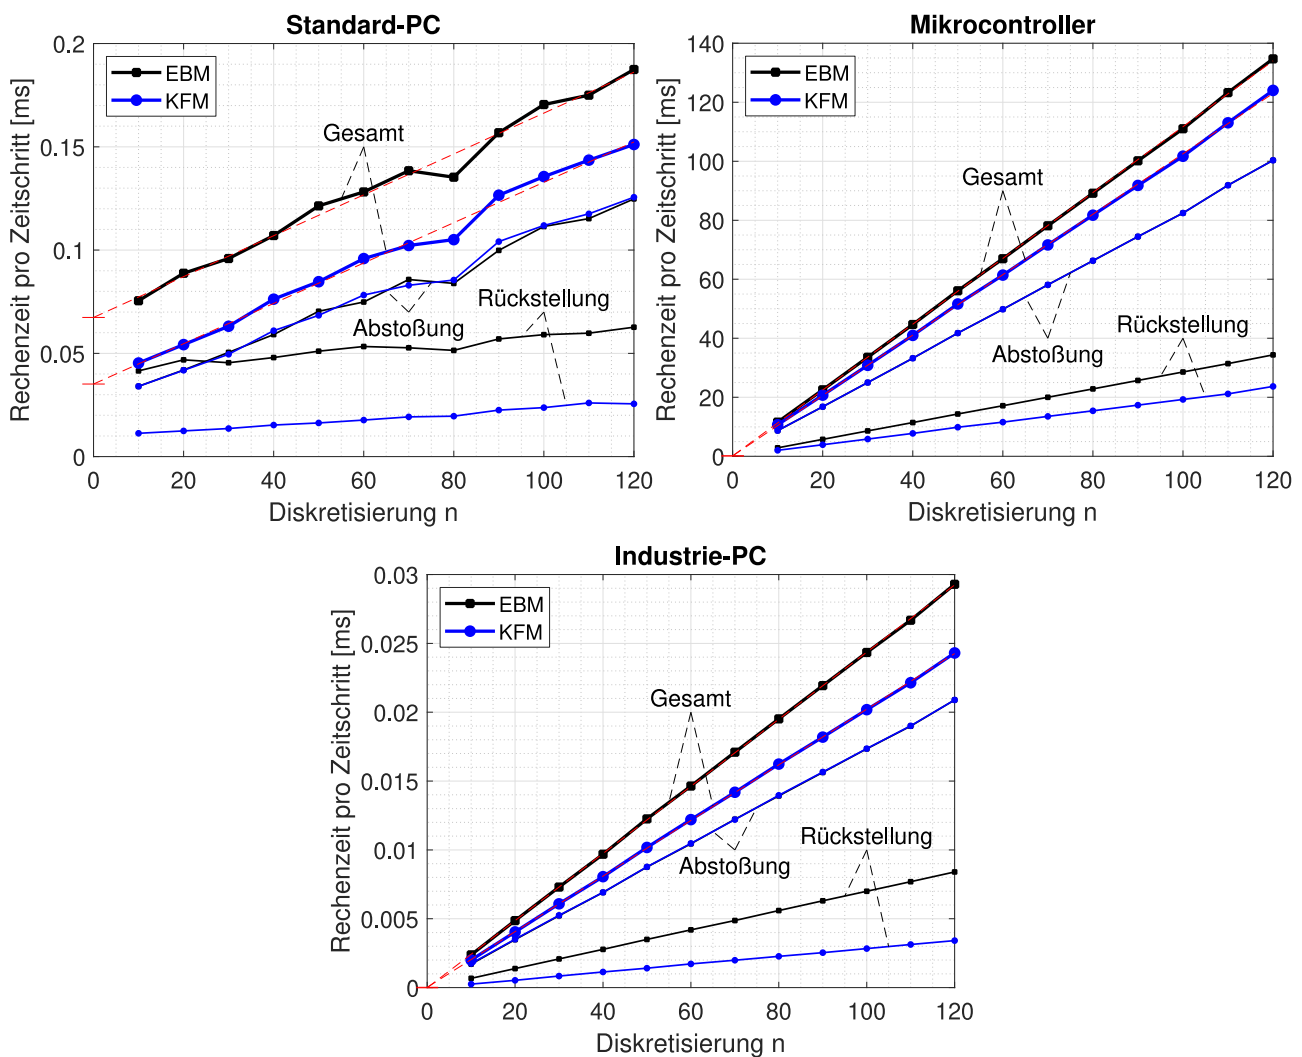 Standard-PC
Rechenzeit pro Zeitschritt [ms]
0.2
0.15
0.1
0.05
0
EBM
KFM
Gesamt
Rückstellung
Abstoßung
0 20 40 60 80 100 120
Diskretisierung n
Mikrocontroller
Rechenzeit pro Zeitschritt [ms]
140
120
100
80
60
40
20
0
EBM
KFM
Gesamt
Abstoßung
Rückstellung
0 20 40 60 80 100 120
Diskretisierung n
Industrie-PC
Rechenzeit pro Zeitschritt [ms]
0.03
0.025
0.02
0.015
0.01
0.005
0
EBM
KFM
Gesamt
Rückstellung
Abstoßung
0 20 40 60 80 100 120
Diskretisierung n